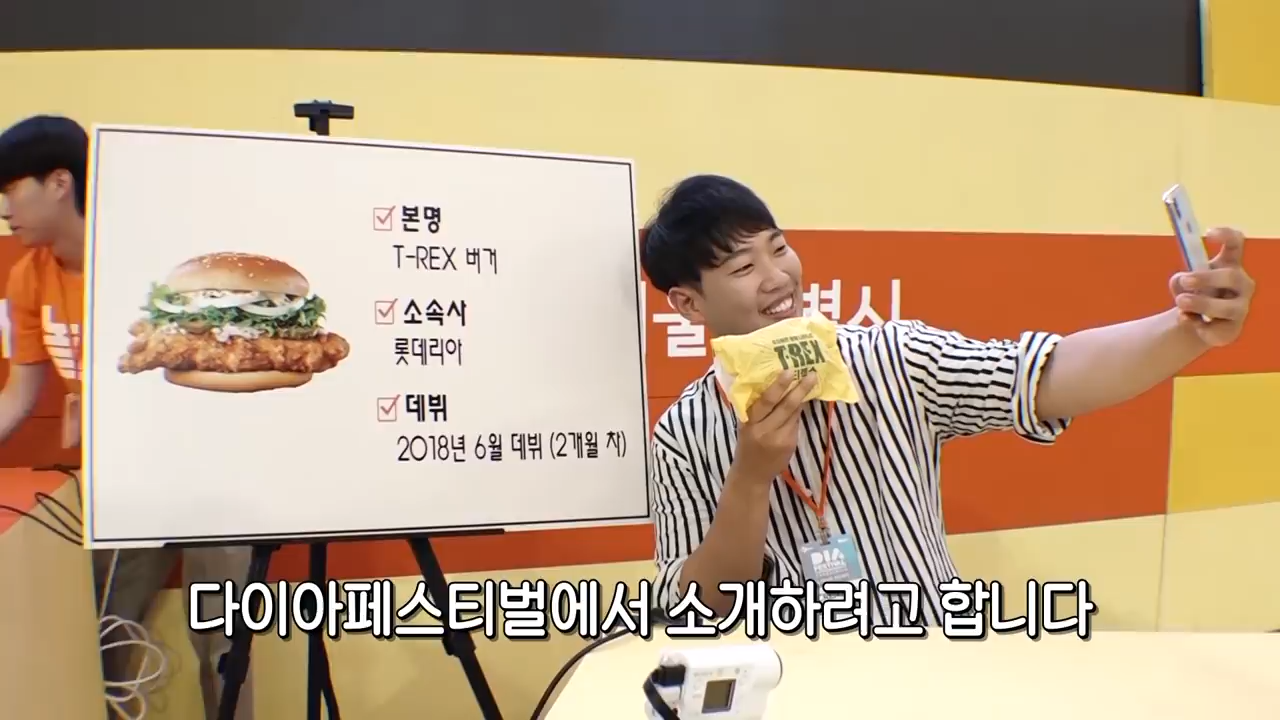 본명
T-REX 버거
소속사
롯데리아
데뷔
2018년 6월 데뷔 (2개월 차)
T-REX
DIA
FESTIVAL
다이아페스티벌에서 소개하려고 합니다